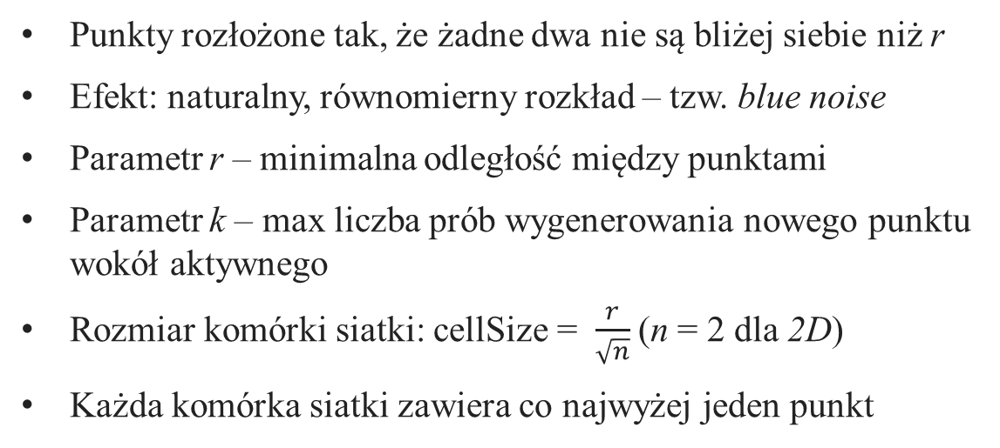 • Punkty rozłożone tak, że żadne dwa nie są bliżej siebie niż r
• Efekt: naturalny, równomierny rozkład – tzw. blue noise
• Parametr r – minimalna odległość między punktami
• Parametr k – max liczba prób wygenerowania nowego punktu
wokół aktywnego
• Rozmiar komórki siatki: cellSize = r/√n (n = 2 dla 2D)
• Każda komórka siatki zawiera co najwyżej jeden punkt